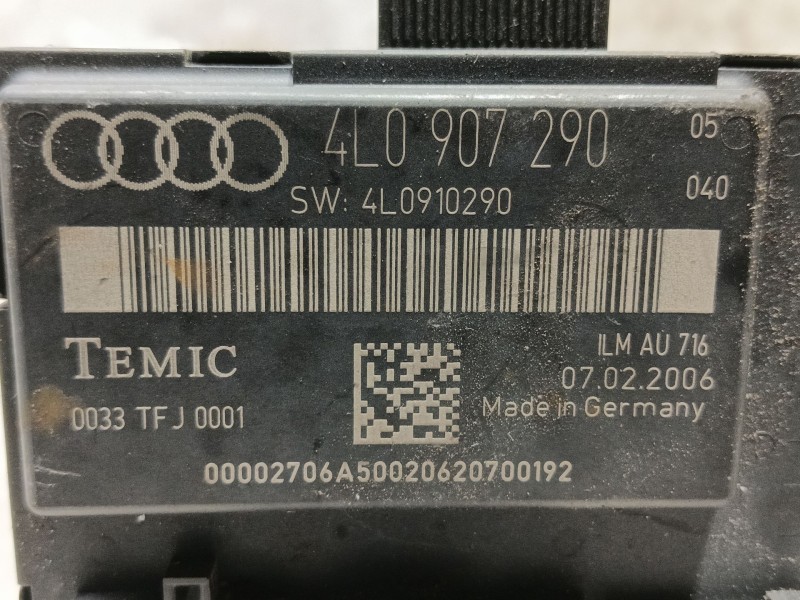 4L0 907 290 05
SW: 4L0910290 040
TEMIC
ILM AU 716
07.02.2006
0033 TFJ 0001
Made in Germany
00002706A50020620700192